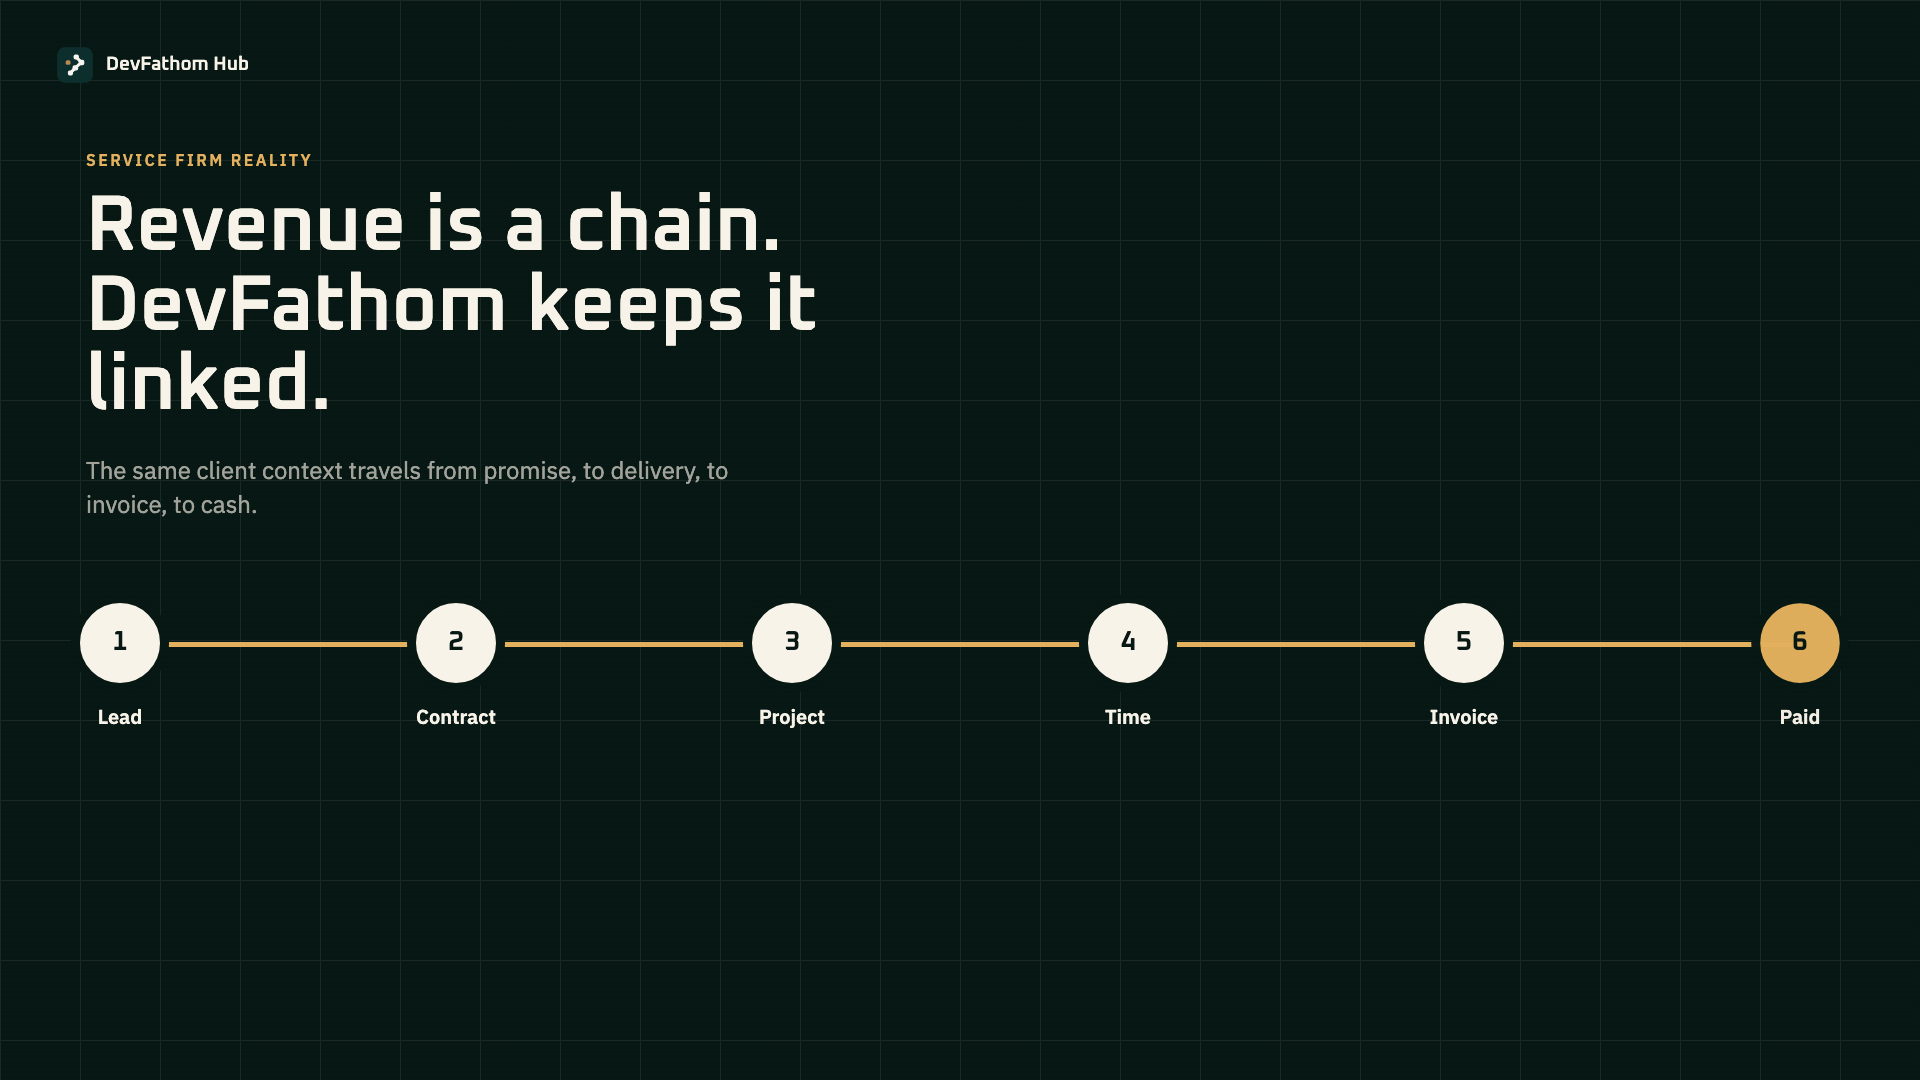 DevFathom Hub
SERVICE FIRM REALITY
Revenue is a chain.
DevFathom keeps it
linked.
The same client context travels from promise, to delivery, to
invoice, to cash.
1 2 3 4 5 6
Lead Contract Project Time Invoice Paid